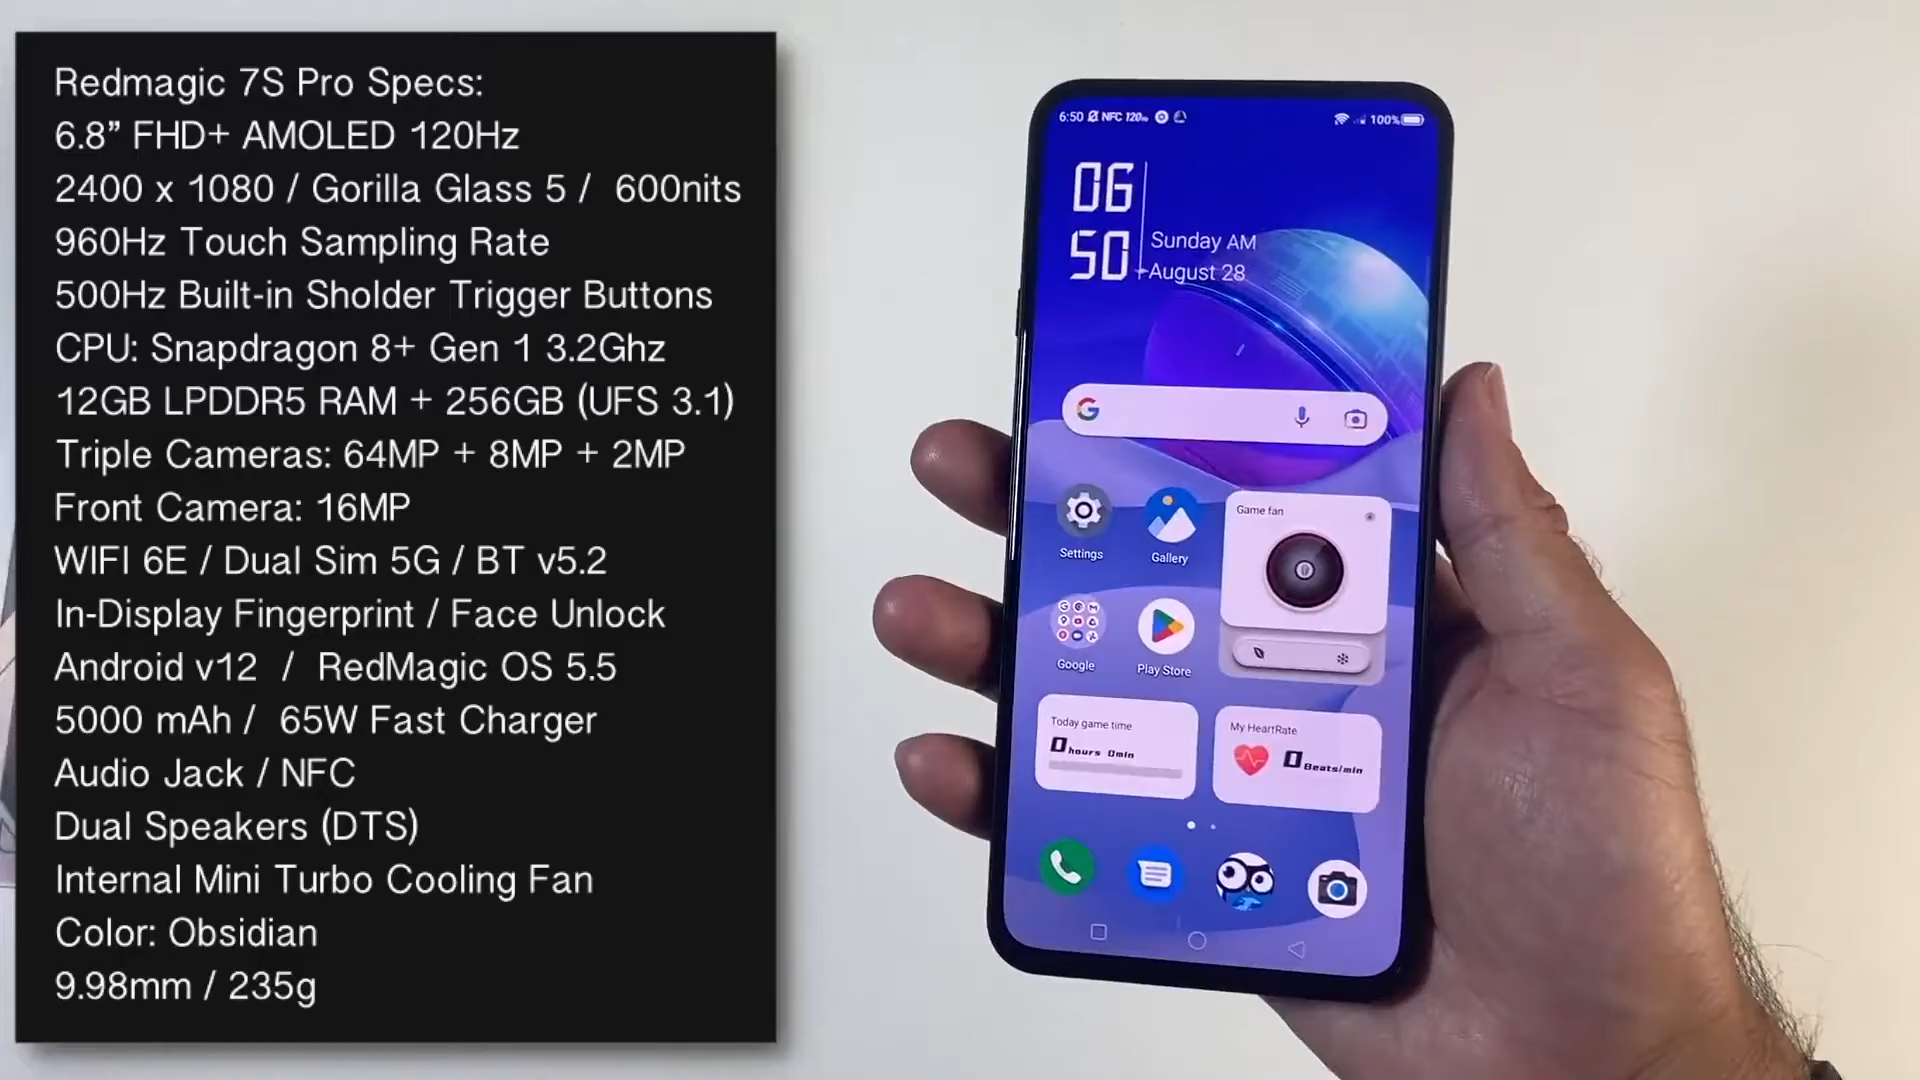 Redmagic 7S Pro Specs:
6.8” FHD+ AMOLED 120Hz
2400 x 1080 / Gorilla Glass 5 / 600nits
960Hz Touch Sampling Rate
500Hz Built-in Sholder Trigger Buttons
CPU: Snapdragon 8+ Gen 1 3.2Ghz
12GB LPDDR5 RAM + 256GB (UFS 3.1)
Triple Cameras: 64MP + 8MP + 2MP
Front Camera: 16MP
WIFI 6E / Dual Sim 5G / BT v5.2
In-Display Fingerprint / Face Unlock
Android v12 / RedMagic OS 5.5
5000 mAh / 65W Fast Charger
Audio Jack / NFC
Dual Speakers (DTS)
Internal Mini Turbo Cooling Fan
Color: Obsidian
9.98mm / 235g
6:50 NFC 120Hz 100%
06
50
Sunday AM
August 28
Game fan
Settings
Gallery
Google
Play Store
Today game time
0 hours 0min
My HeartRate
0 Beats/min